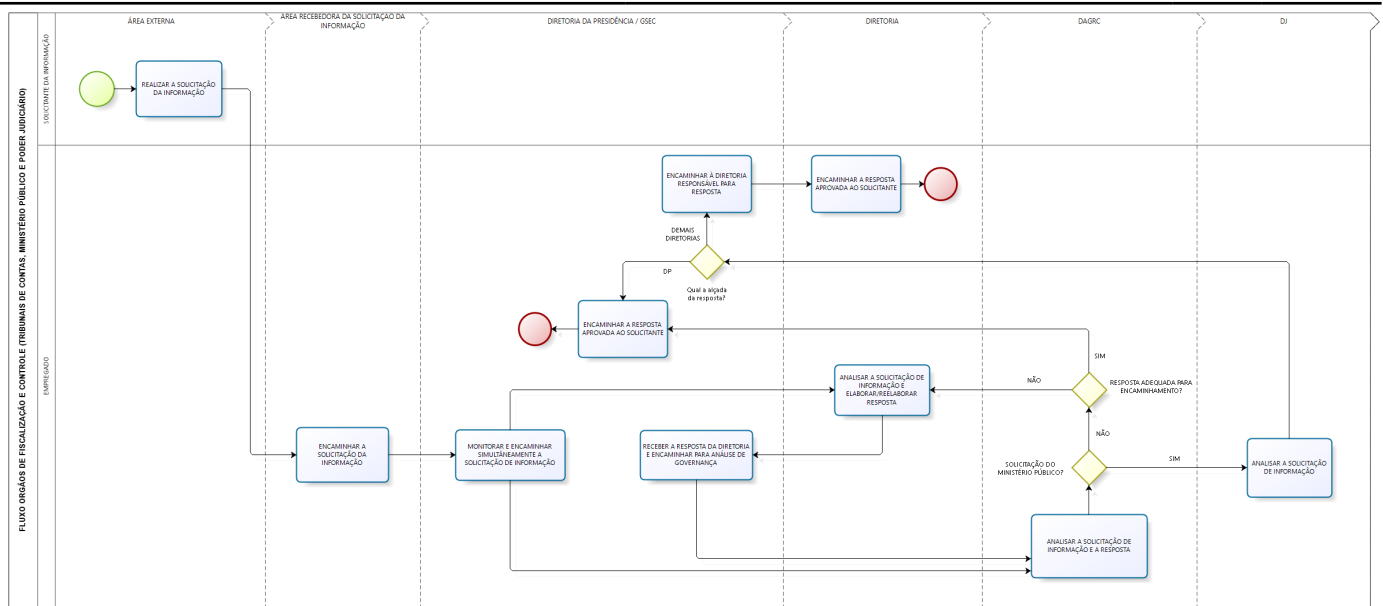 FLUXO ORGÃOS DE FISCALIZAÇÃO E CONTROLE (TRIBUNAIS DE CONTAS, MINISTÉRIO PÚBLICO E PODER JUDICIÁRIO)
ÁREA EXTERNA
ÁREA RECEBEDORA DA SOLICITAÇÃO DA
INFORMAÇÃO
DIRETORIA DA PRESIDÊNCIA / GSEC
DIRETORIA
DAGRC
DJ
SOLICITANTE DA INFORMAÇÃO
REALIZAR A SOLICITAÇÃO
DA INFORMAÇÃO
EMPREGADO
ENCAMINHAR À DIRETORIA
RESPONSÁVEL PARA
RESPOSTA
ENCAMINHAR A RESPOSTA
APROVADA AO SOLICITANTE
DEMAIS
DIRETORIAS
DP
Qual a alçada
da resposta?
ENCAMINHAR A RESPOSTA
APROVADA AO SOLICITANTE
SIM
ANALISAR A SOLICITAÇÃO DE
INFORMAÇÃO E
ELABORAR/REELABORAR
RESPOSTA
NÃO
RESPOSTA ADEQUADA PARA
ENCAMINHAMENTO?
NÃO
ENCAMINHAR A
SOLICITAÇÃO DA
INFORMAÇÃO
MONITORAR E ENCAMINHAR
SIMULTÂNEAMENTE A
SOLICITAÇÃO DE INFORMAÇÃO
RECEBER A RESPOSTA DA DIRETORIA
E ENCAMINHAR PARA ANÁLISE DE
GOVERNANÇA
SOLICITAÇÃO DO
MINISTÉRIO PÚBLICO?
SIM
ANALISAR A SOLICITAÇÃO
DE INFORMAÇÃO
ANALISAR A SOLICITAÇÃO DE
INFORMAÇÃO E A RESPOSTA